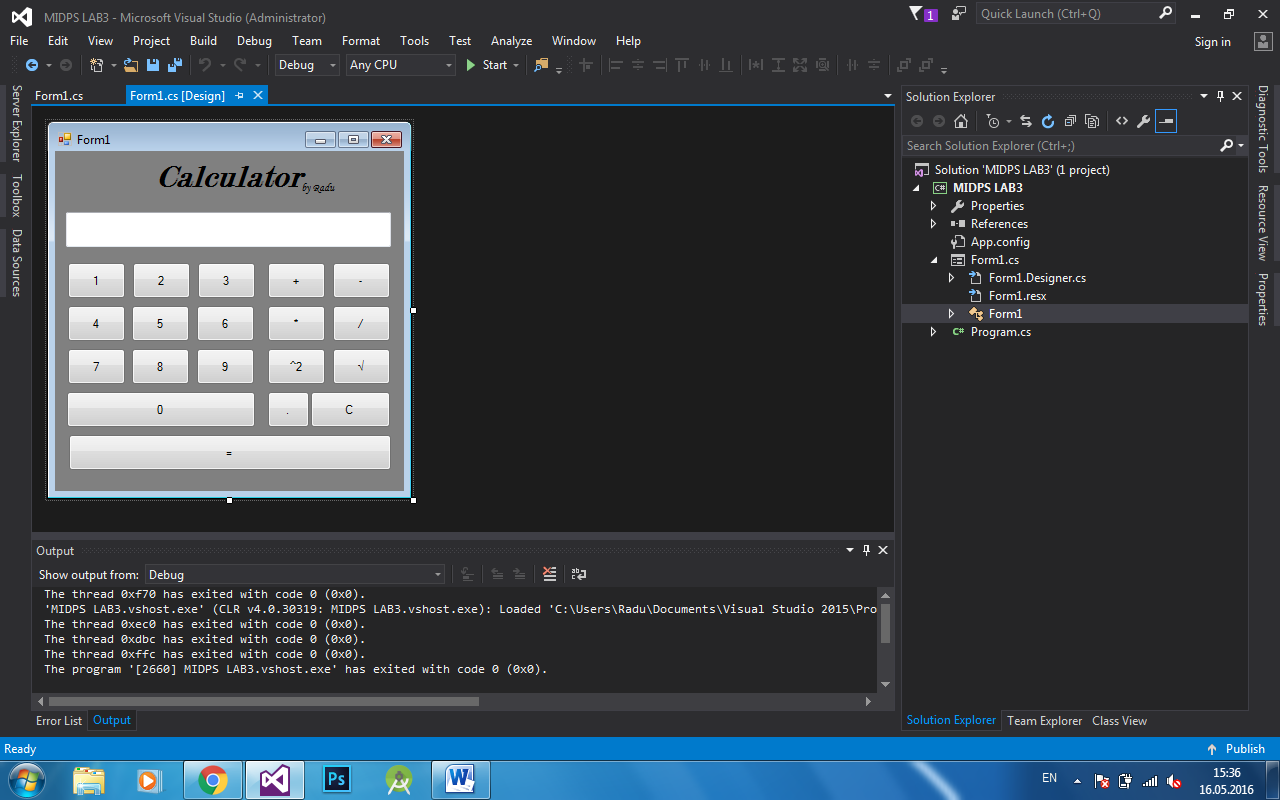 MIDPS LAB3 - Microsoft Visual Studio (Administrator)
1
Quick Launch (Ctrl+Q)
File Edit View Project Build Debug Team Format Tools Test Analyze Window Help
Sign in
Debug Any CPU Start
Server Explorer
Toolbox
Data Sources
Form1.cs Form1.cs [Design]
Form1
Calculator by Radu
1 2 3 + -
4 5 6 * /
7 8 9 ^2 √
0 . C
=
Output
Show output from: Debug
The thread 0xf70 has exited with code 0 (0x0).
'MIDPS LAB3.vshost.exe' (CLR v4.0.30319: MIDPS LAB3.vshost.exe): Loaded 'C:\Users\Radu\Documents\Visual Studio 2015\Pro
The thread 0xec0 has exited with code 0 (0x0).
The thread 0xdbc has exited with code 0 (0x0).
The thread 0xffc has exited with code 0 (0x0).
The program '[2660] MIDPS LAB3.vshost.exe' has exited with code 0 (0x0).
Error List Output
Solution Explorer
Search Solution Explorer (Ctrl+;)
Solution 'MIDPS LAB3' (1 project)
C# MIDPS LAB3
Properties
References
App.config
Form1.cs
Form1.Designer.cs
Form1.resx
Form1
C# Program.cs
Solution Explorer Team Explorer Class View
Diagnostic Tools
Resource View
Properties
Ready
Publish
Ps
W
EN
15:36
16.05.2016